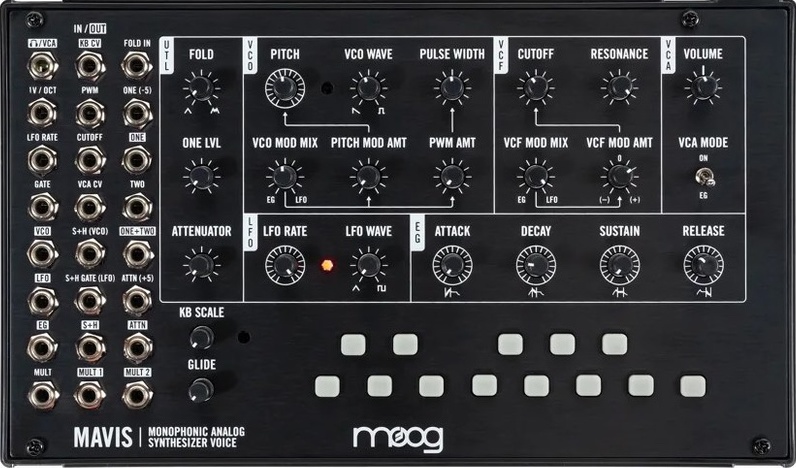 IN / OUT
🎧/VCA KB CV FOLD IN
1V / OCT PWM ONE (-5)
LFO RATE CUTOFF ONE
GATE VCA CV TWO
VCO S+H (VCO) ONE+TWO
LFO S+H GATE (LFO) ATTN (+5)
EG S+H ATTN
MULT MULT 1 MULT 2
UTL
FOLD
ONE LVL
ATTENUATOR
VCO
PITCH VCO WAVE PULSE WIDTH
VCO MOD MIX PITCH MOD AMT PWM AMT
EG LFO
VCF
CUTOFF RESONANCE
VCF MOD MIX VCF MOD AMT
0
EG LFO (-) (+)
VCA
VOLUME
VCA MODE
ON
EG
LFO
LFO RATE LFO WAVE
EG
ATTACK DECAY SUSTAIN RELEASE
KB SCALE
GLIDE
MAVIS | MONOPHONIC ANALOG
SYNTHESIZER VOICE
moog